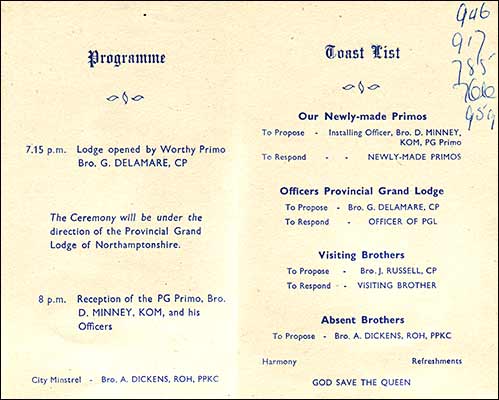 Programme
7.15 p.m. Lodge opened by Worthy Primo
Bro. G. DELAMARE, CP
The Ceremony will be under the
direction of the Provincial Grand
Lodge of Northamptonshire.
8 p.m. Reception of the PG Primo, Bro.
D. MINNEY, KOM, and his
Officers
City Minstrel - Bro. A. DICKENS, ROH, PPKC
Toast List
Our Newly-made Primos
To Propose - Installing Officer, Bro. D. MINNEY,
KOM, PG Primo
To Respond - - NEWLY-MADE PRIMOS
Officers Provincial Grand Lodge
To Propose - Bro. G. DELAMARE, CP
To Respond - OFFICER OF PGL
Visiting Brothers
To Propose - Bro. J. RUSSELL, CP
To Respond - VISITING BROTHER
Absent Brothers
To Propose - Bro. A. DICKENS, ROH, PPKC
Harmony Refreshments
GOD SAVE THE QUEEN
946
917
785